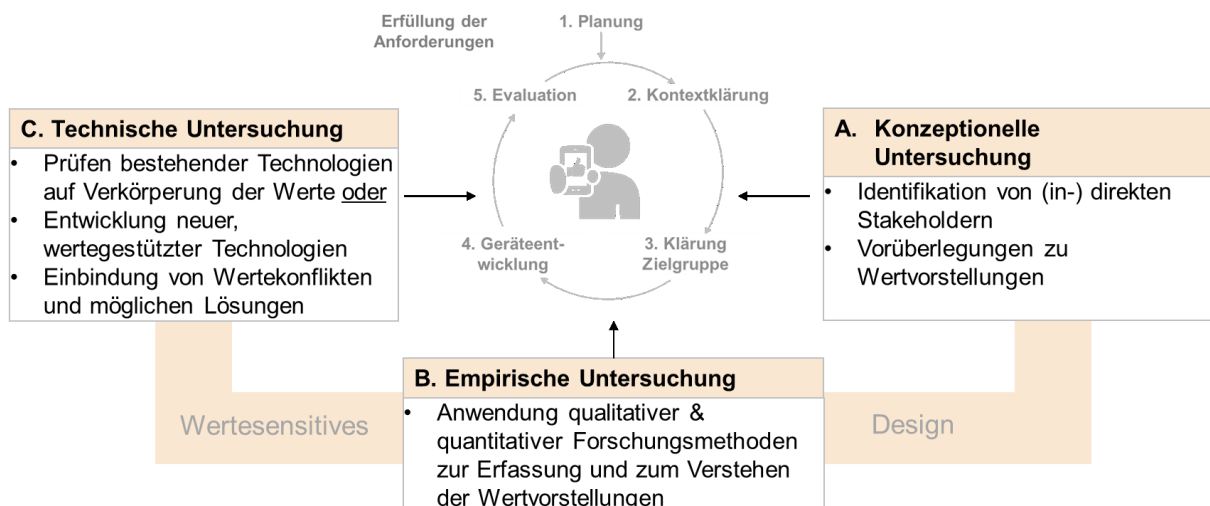 Erfüllung der
Anforderungen
1. Planung
5. Evaluation
2. Kontextklärung
4. Geräteent-
wicklung
3. Klärung
Zielgruppe
C. Technische Untersuchung
• Prüfen bestehender Technologien
auf Verkörperung der Werte oder
• Entwicklung neuer,
wertegestützter Technologien
• Einbindung von Wertekonflikten
und möglichen Lösungen
A. Konzeptionelle
Untersuchung
• Identifikation von (in-) direkten
Stakeholdern
• Vorüberlegungen zu
Wertvorstellungen
B. Empirische Untersuchung
• Anwendung qualitativer &
quantitativer Forschungsmethoden
zur Erfassung und zum Verstehen
der Wertvorstellungen
Wertesensitives
Design